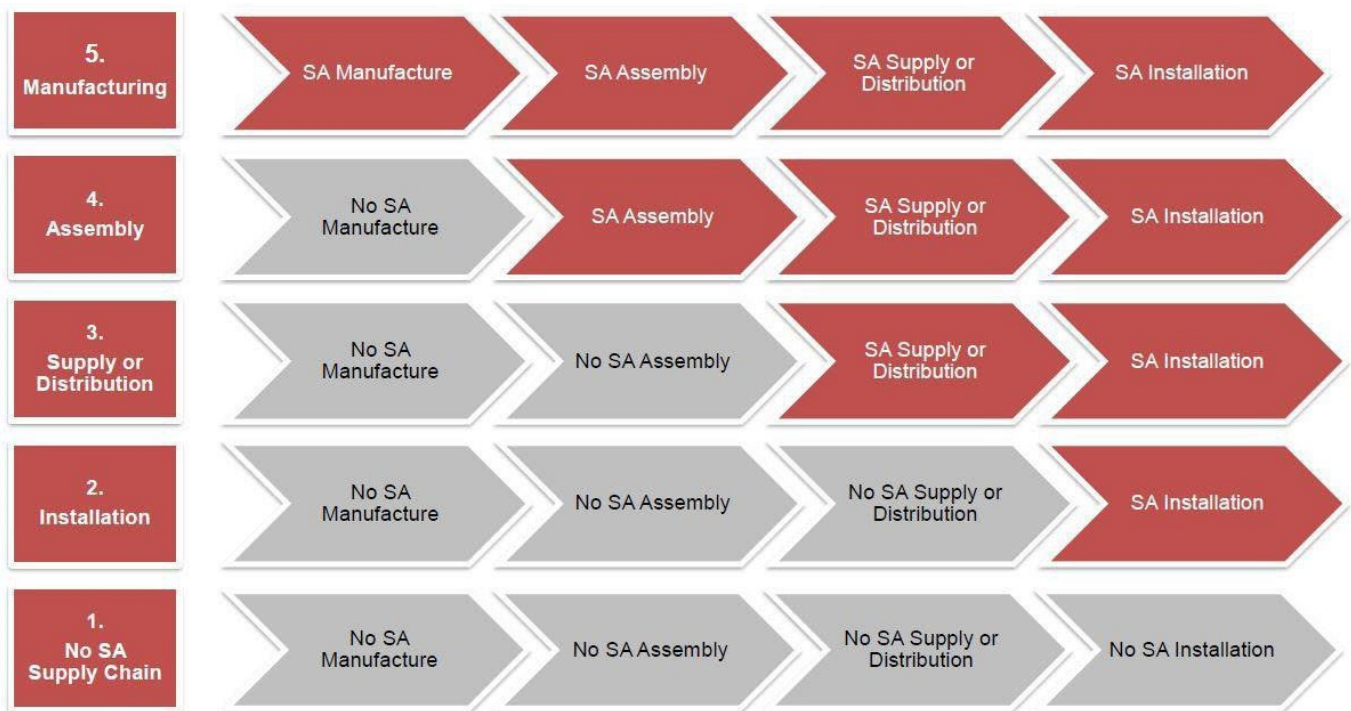 5.
Manufacturing
SA Manufacture
SA Assembly
SA Supply or
Distribution
SA Installation
4.
Assembly
No SA
Manufacture
SA Assembly
SA Supply or
Distribution
SA Installation
3.
Supply or
Distribution
No SA
Manufacture
No SA Assembly
SA Supply or
Distribution
SA Installation
2.
Installation
No SA
Manufacture
No SA Assembly
No SA Supply or
Distribution
SA Installation
1.
No SA
Supply Chain
No SA
Manufacture
No SA Assembly
No SA Supply or
Distribution
No SA Installation